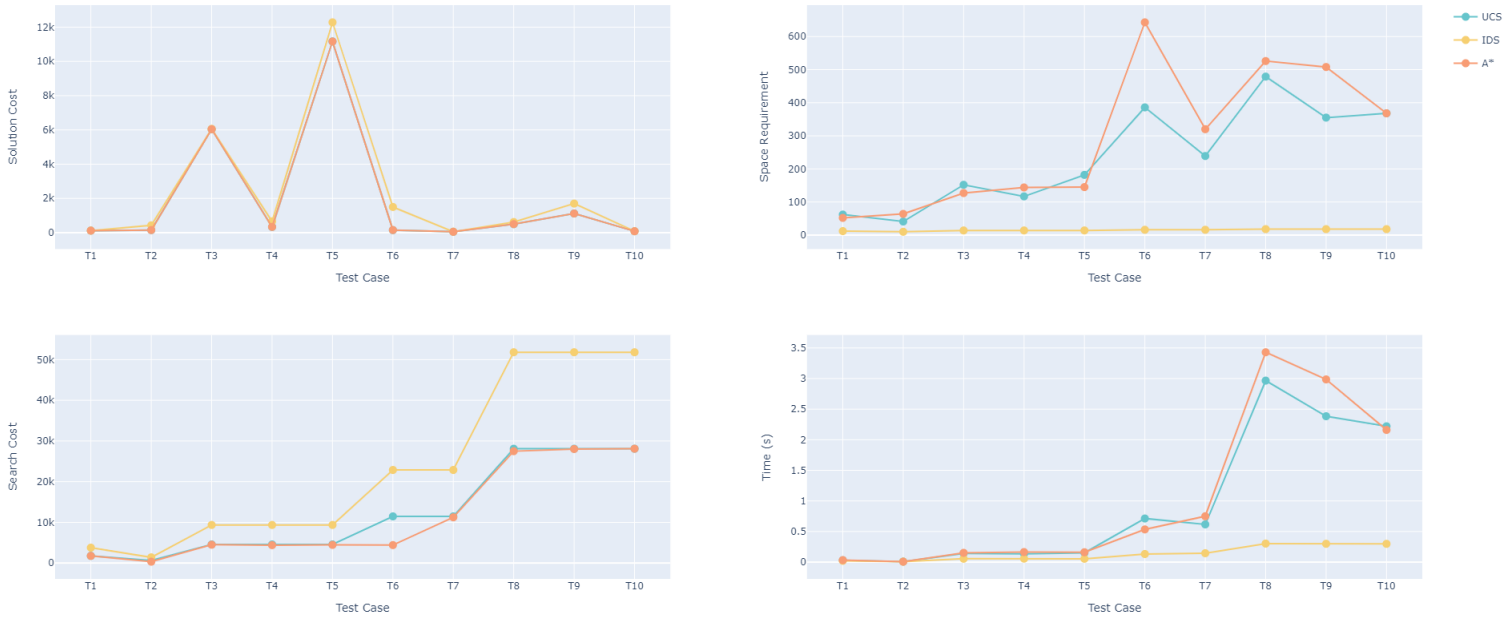 Solution Cost
12k
10k
8k
6k
4k
2k
0
T1 T2 T3 T4 T5 T6 T7 T8 T9 T10
Test Case
Space Requirement
600
500
400
300
200
100
0
T1 T2 T3 T4 T5 T6 T7 T8 T9 T10
Test Case
UCS
IDS
A*
Search Cost
50k
40k
30k
20k
10k
0
T1 T2 T3 T4 T5 T6 T7 T8 T9 T10
Test Case
Time (s)
3.5
3
2.5
2
1.5
1
0.5
0
T1 T2 T3 T4 T5 T6 T7 T8 T9 T10
Test Case